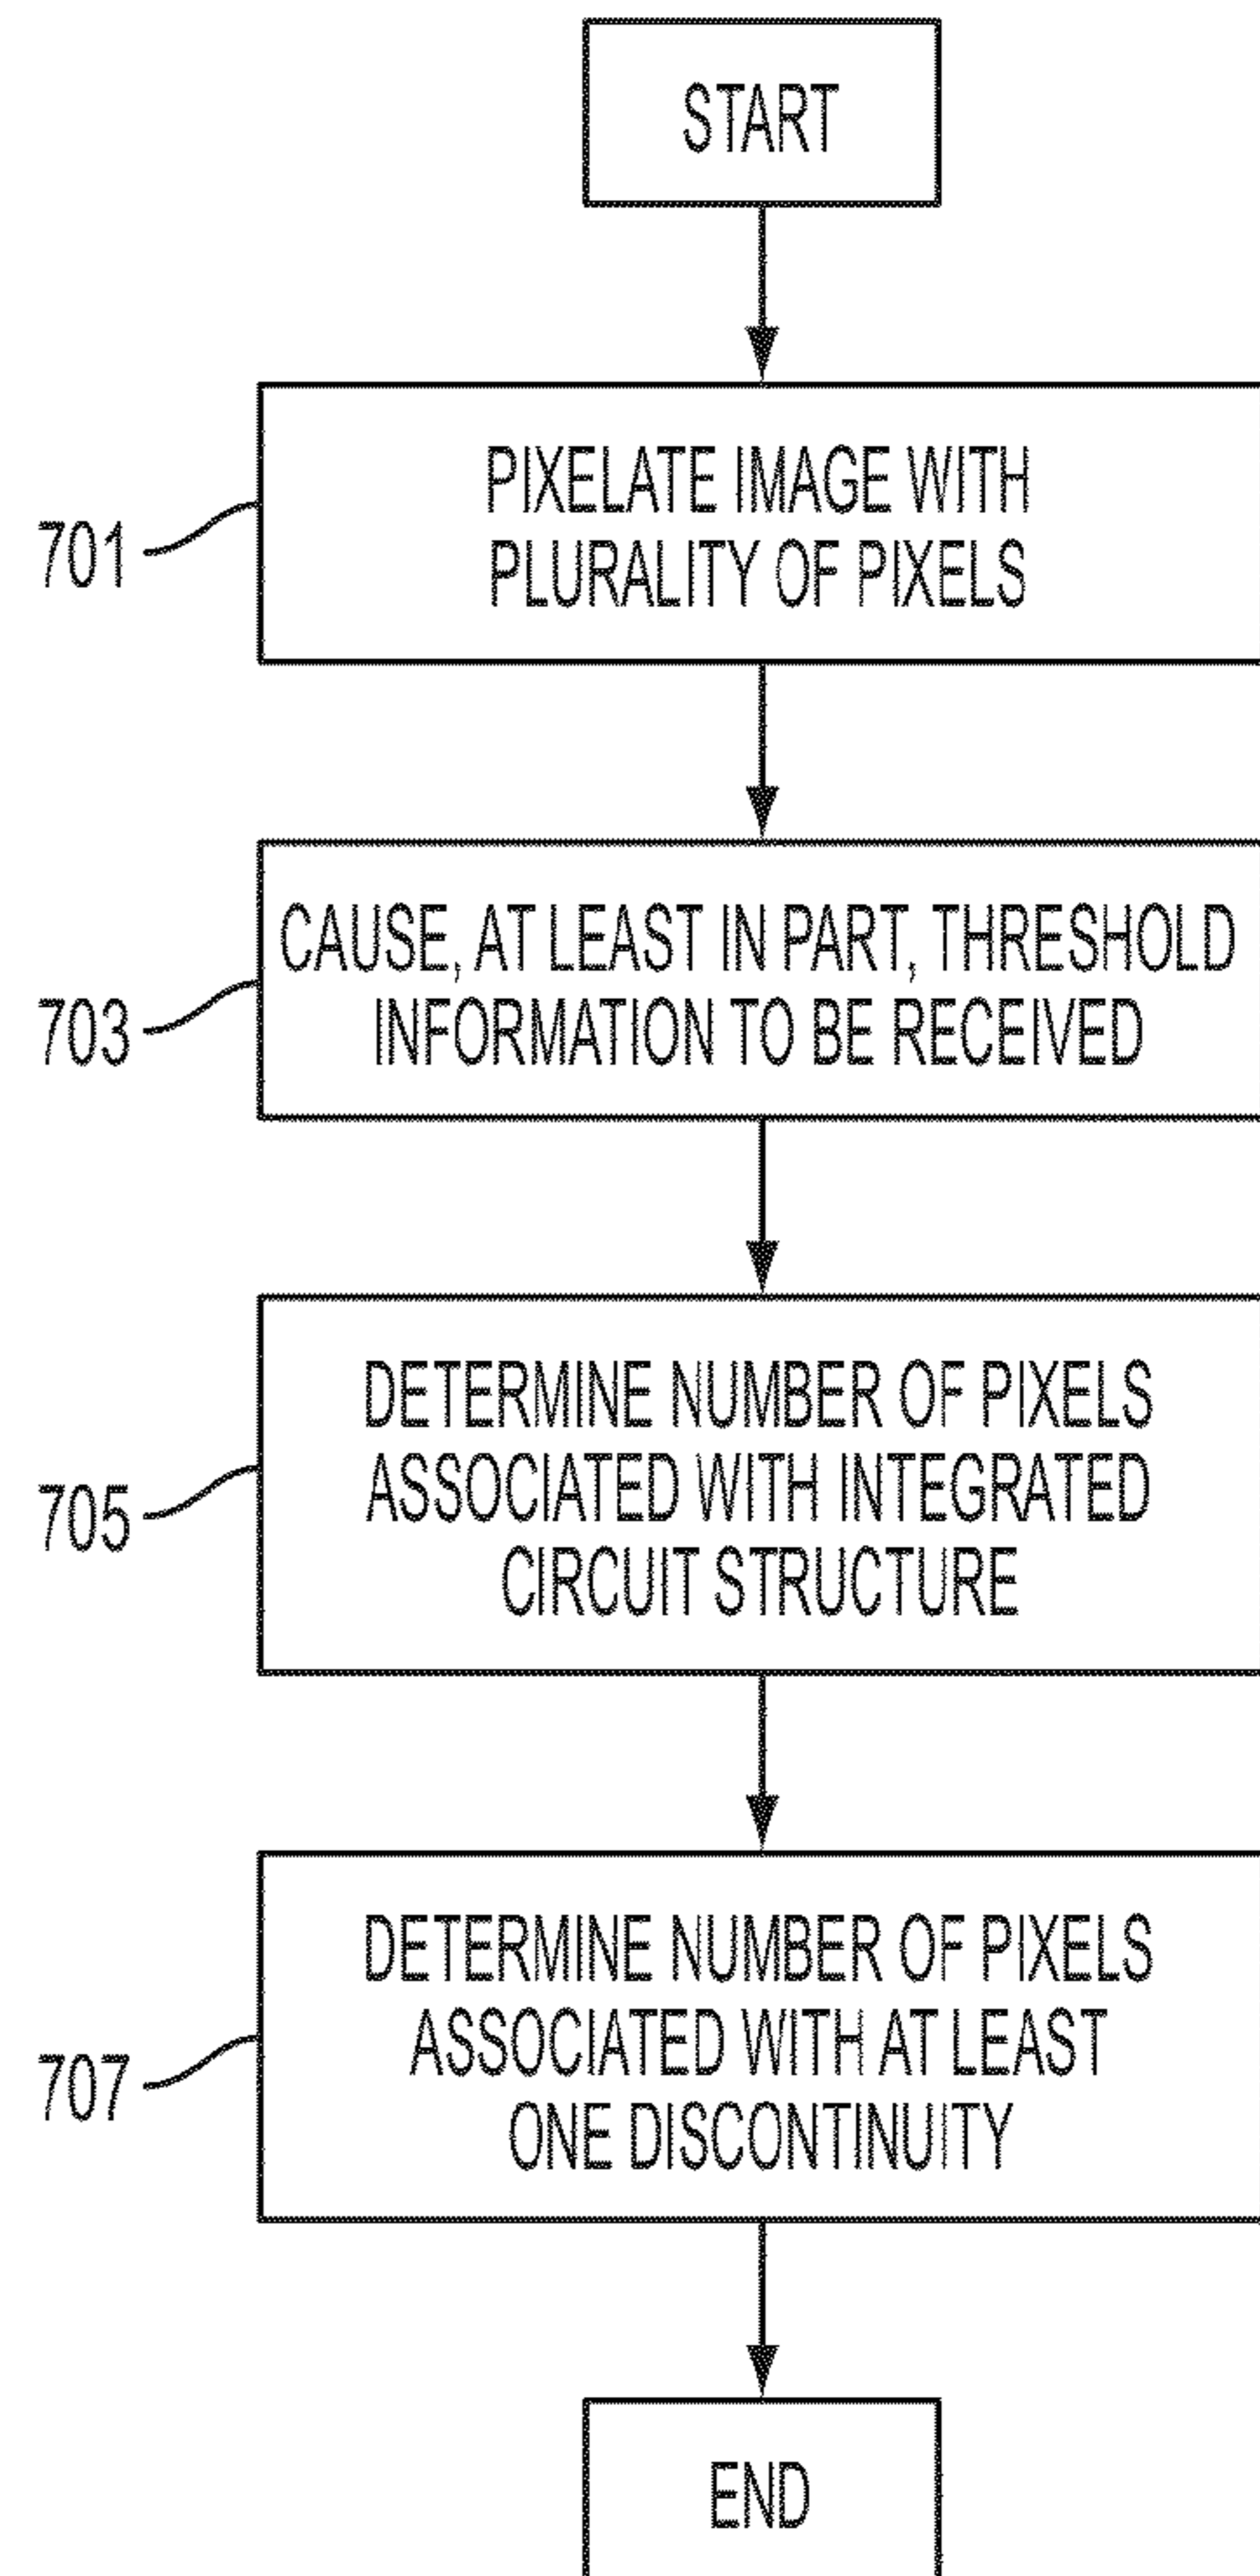 START
701
PIXELATE IMAGE WITH
PLURALITY OF PIXELS
703
CAUSE, AT LEAST IN PART, THRESHOLD
INFORMATION TO BE RECEIVED
705
DETERMINE NUMBER OF PIXELS
ASSOCIATED WITH INTEGRATED
CIRCUIT STRUCTURE
707
DETERMINE NUMBER OF PIXELS
ASSOCIATED WITH AT LEAST
ONE DISCONTINUITY
END